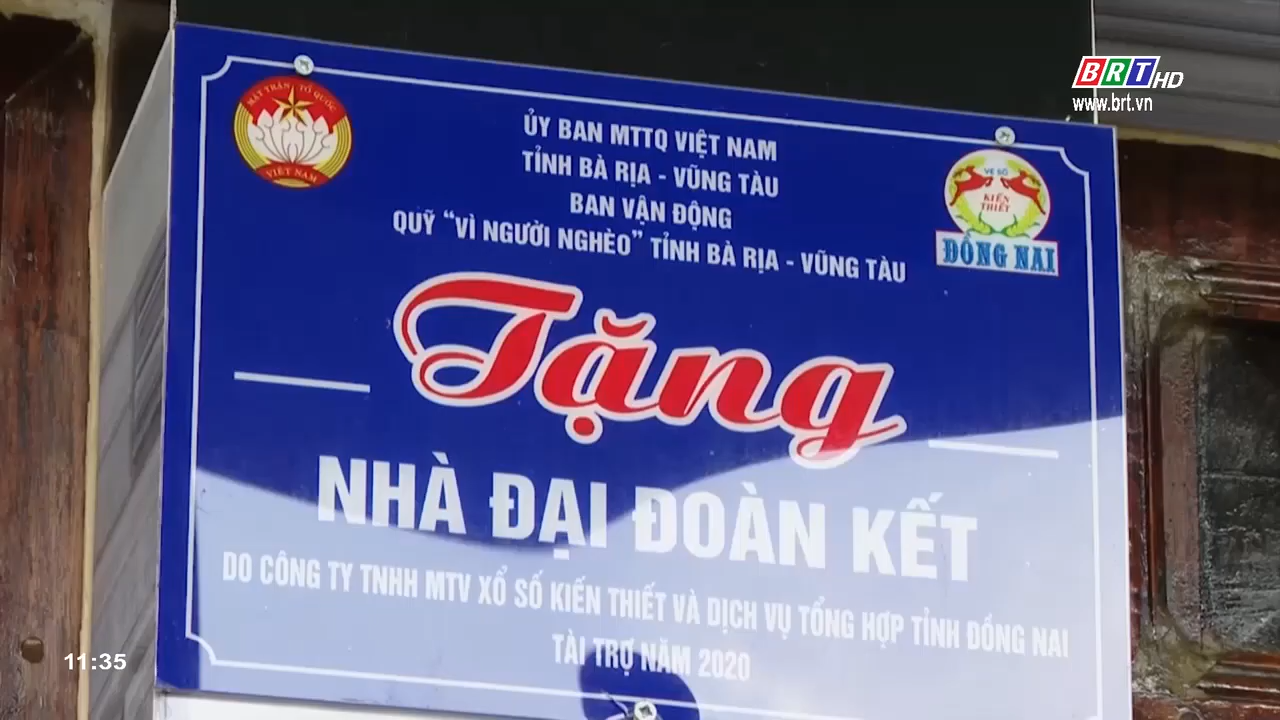 BRT HD
www.brt.vn
MẶT TRẬN TỔ QUỐC
VIỆT NAM
ỦY BAN MTTQ VIỆT NAM
TỈNH BÀ RỊA - VŨNG TÀU
BAN VẬN ĐỘNG
QUỸ “VÌ NGƯỜI NGHÈO” TỈNH BÀ RỊA - VŨNG TÀU
VÉ SỐ
KIẾN
THIẾT
ĐỒNG NAI
Tặng
NHÀ ĐẠI ĐOÀN KẾT
DO CÔNG TY TNHH MTV XỔ SỐ KIẾN THIẾT VÀ DỊCH VỤ TỔNG HỢP TỈNH ĐỒNG NAI
TÀI TRỢ NĂM 2020
11:35